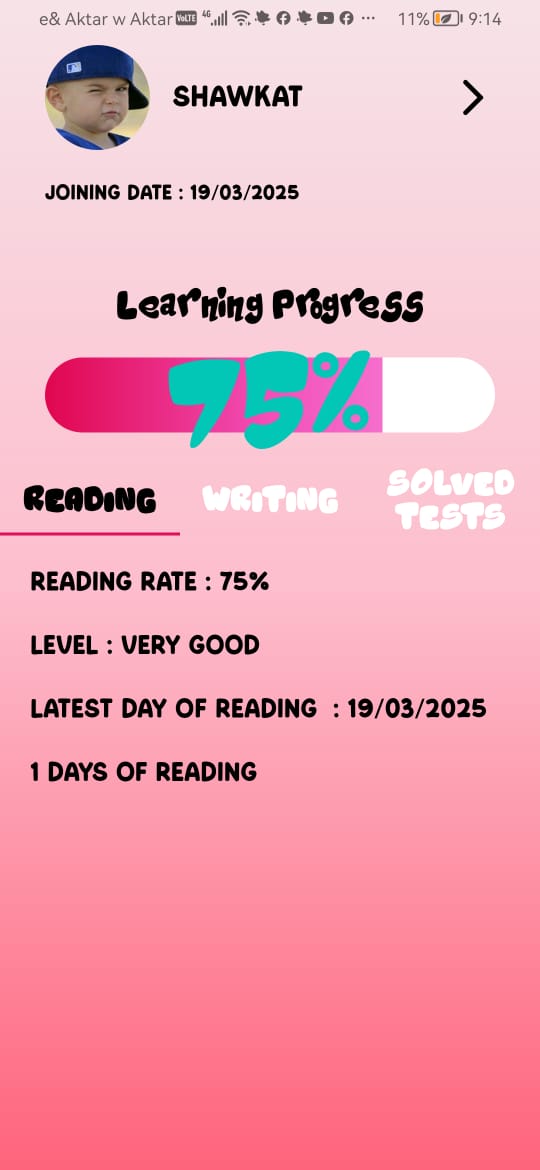 e& Aktar w Aktar VoLTE 4G 11% 9:14
SHAWKAT
JOINING DATE : 19/03/2025
Learning Progress
75%
READING WRITING SOLVED TESTS
READING RATE : 75%
LEVEL : VERY GOOD
LATEST DAY OF READING : 19/03/2025
1 DAYS OF READING